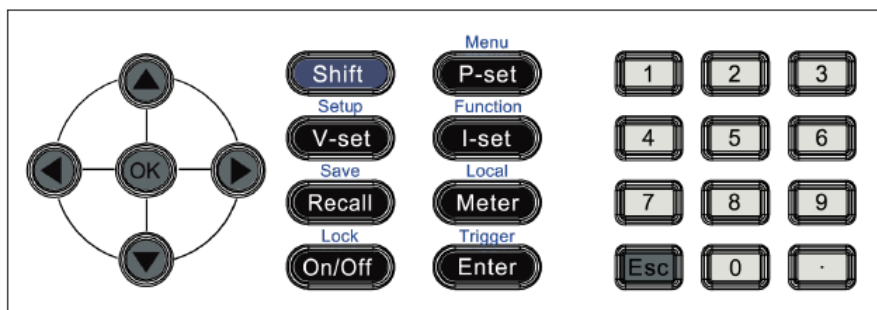 Menu
Shift P-set 1 2 3
Setup Function
V-set I-set 4 5 6
OK
Save Local
Recall Meter 7 8 9
Lock Trigger
On/Off Enter Esc 0 .